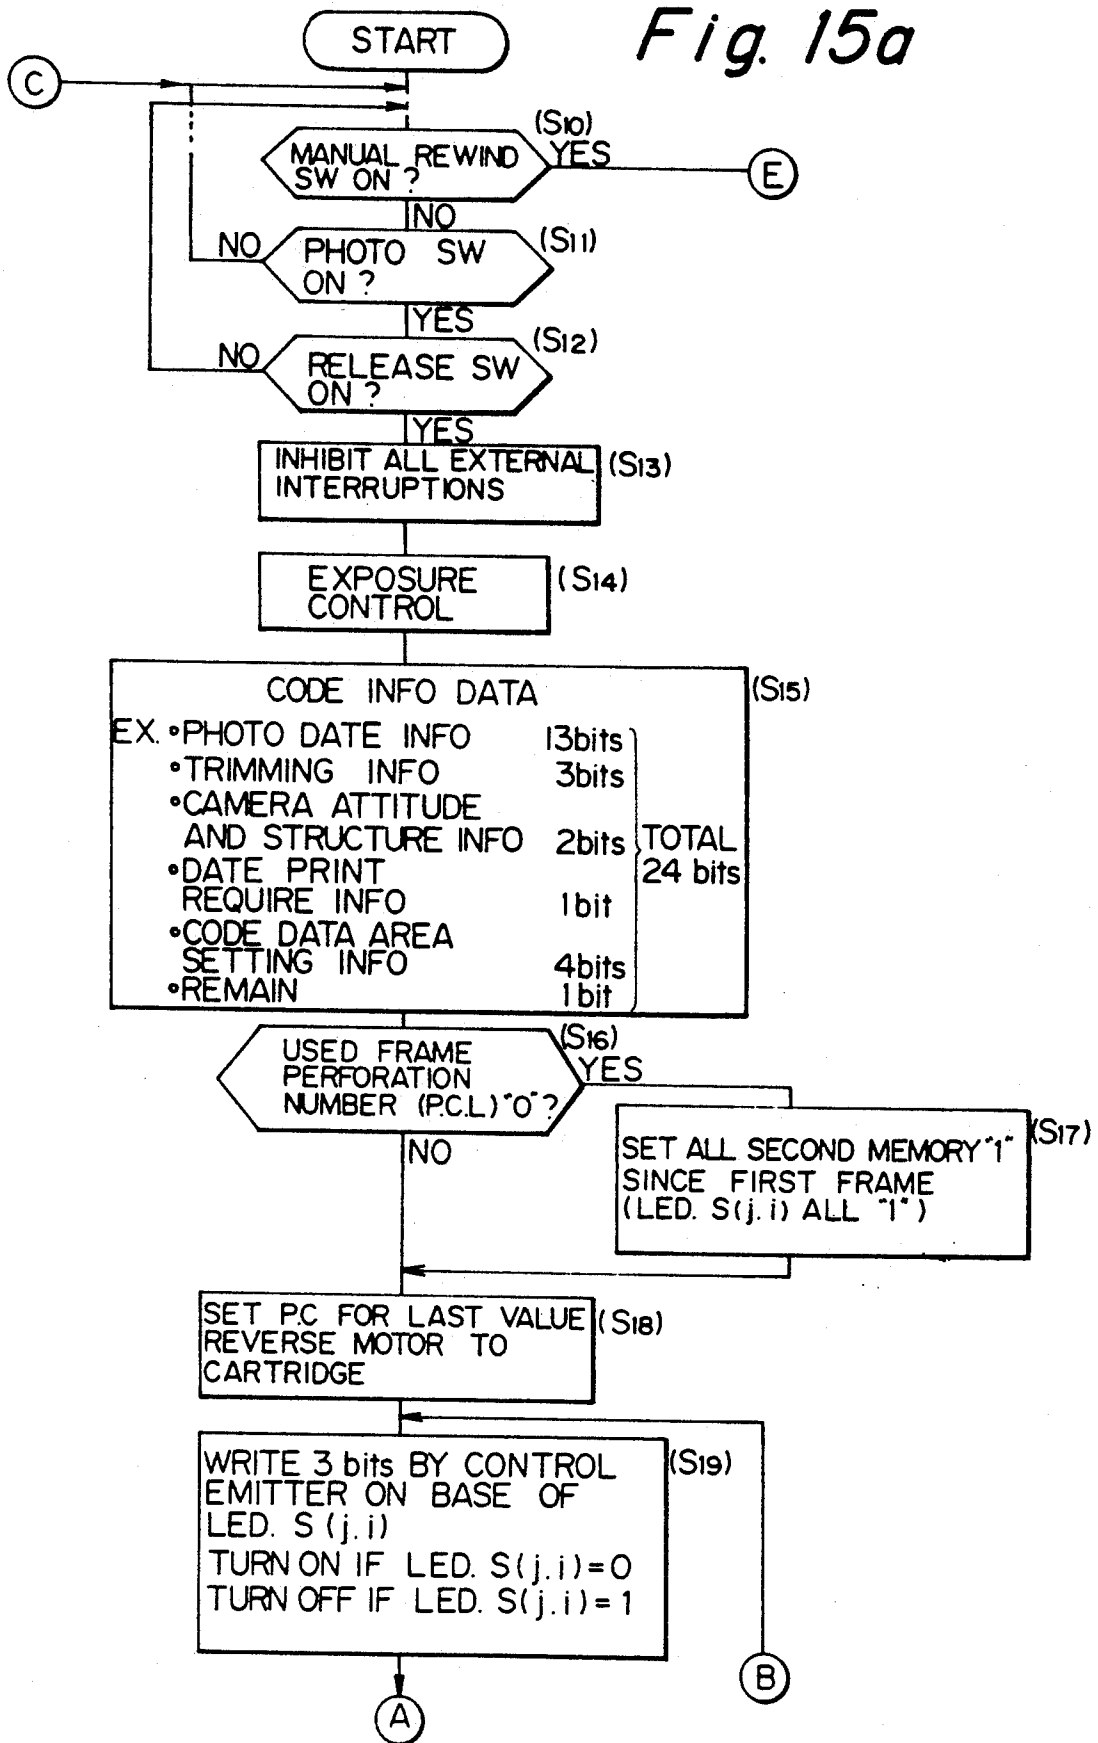 Fig. 15a
START
C
(S10)
MANUAL REWIND
SW ON ?
YES
E
NO
(S11)
PHOTO SW
ON ?
NO
YES
(S12)
RELEASE SW
ON ?
NO
YES
INHIBIT ALL EXTERNAL
INTERRUPTIONS
(S13)
EXPOSURE
CONTROL
(S14)
CODE INFO DATA
(S15)
EX. •PHOTO DATE INFO 13bits
•TRIMMING INFO 3bits
•CAMERA ATTITUDE
AND STRUCTURE INFO 2bits
TOTAL
24 bits
•DATE PRINT
REQUIRE INFO 1bit
•CODE DATA AREA
SETTING INFO 4bits
•REMAIN 1bit
(S16)
USED FRAME
PERFORATION
NUMBER (P.C.L) "0" ?
YES
NO
(S17)
SET ALL SECOND MEMORY "1"
SINCE FIRST FRAME
(LED. S(j.i) ALL "1")
SET P.C FOR LAST VALUE
REVERSE MOTOR TO
CARTRIDGE
(S18)
WRITE 3 bits BY CONTROL
EMITTER ON BASE OF
LED. S (j.i)
TURN ON IF LED. S(j.i)=0
TURN OFF IF LED. S(j.i)=1
(S19)
B
A